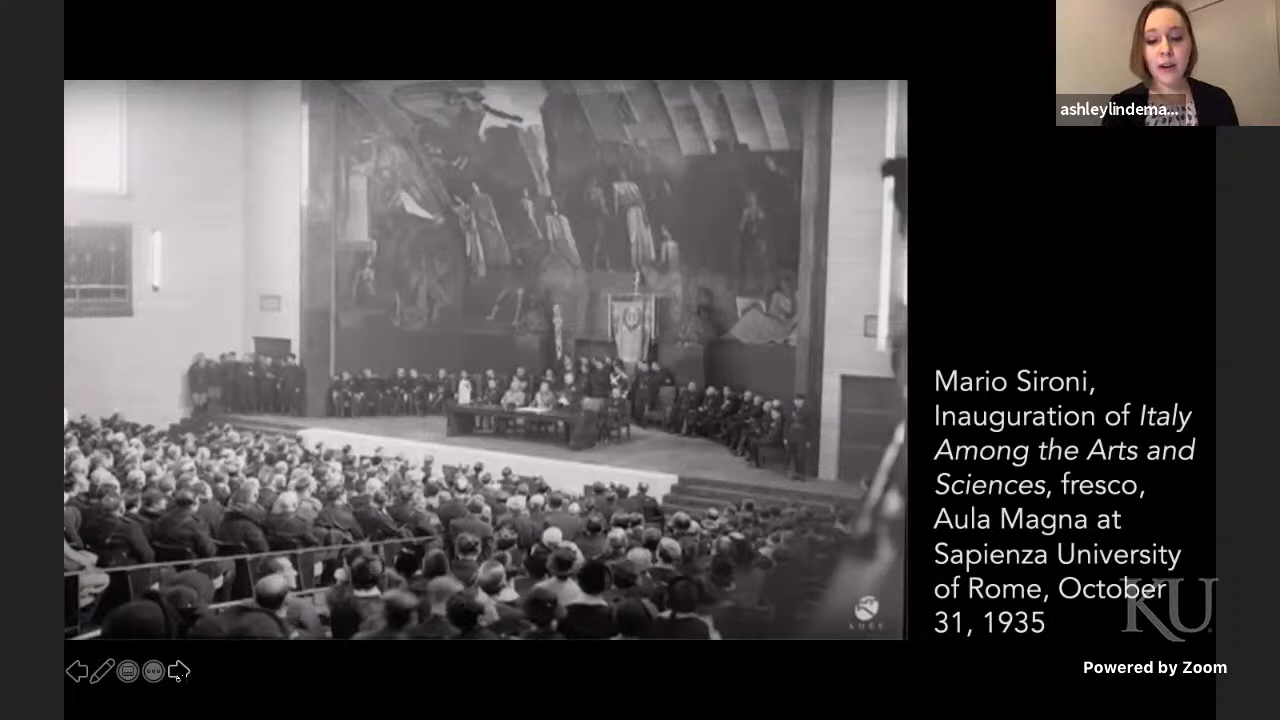 ashleylindema...
Mario Sironi,
Inauguration of Italy
Among the Arts and
Sciences, fresco,
Aula Magna at
Sapienza University
of Rome, October
31, 1935
KU
Powered by Zoom
LUCE